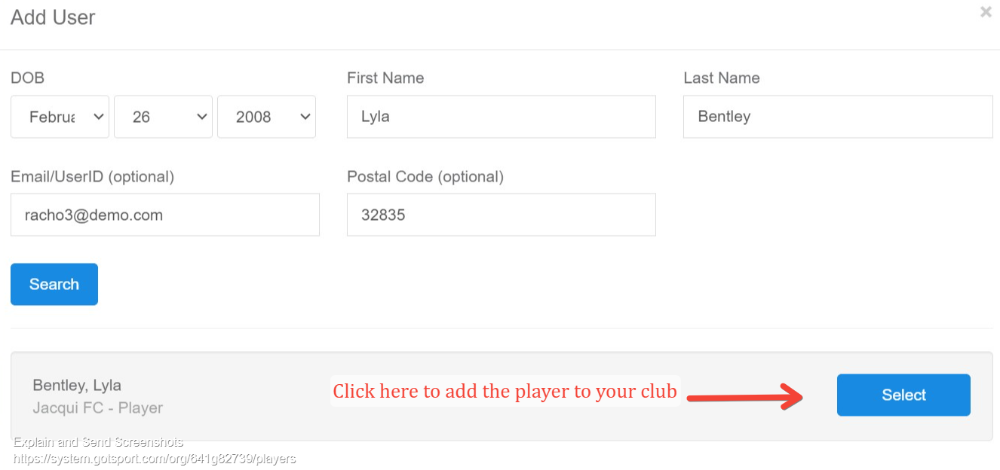 Add User
×
DOB
First Name
Last Name
Februa
26
2008
Lyla
Bentley
Email/UserID (optional)
Postal Code (optional)
racho3@demo.com
32835
Search
Bentley, Lyla
Jacqui FC - Player
Click here to add the player to your club
Select
Explain and Send Screenshots
https://system.gotsport.com/org/641g82739/players